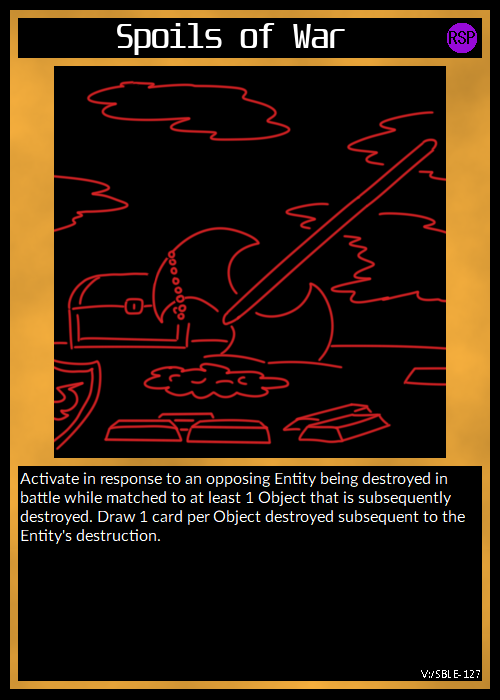 Spoils of War
RSP
Activate in response to an opposing Entity being destroyed in
battle while matched to at least 1 Object that is subsequently
destroyed. Draw 1 card per Object destroyed subsequent to the
Entity's destruction.
V:/SBLE-127